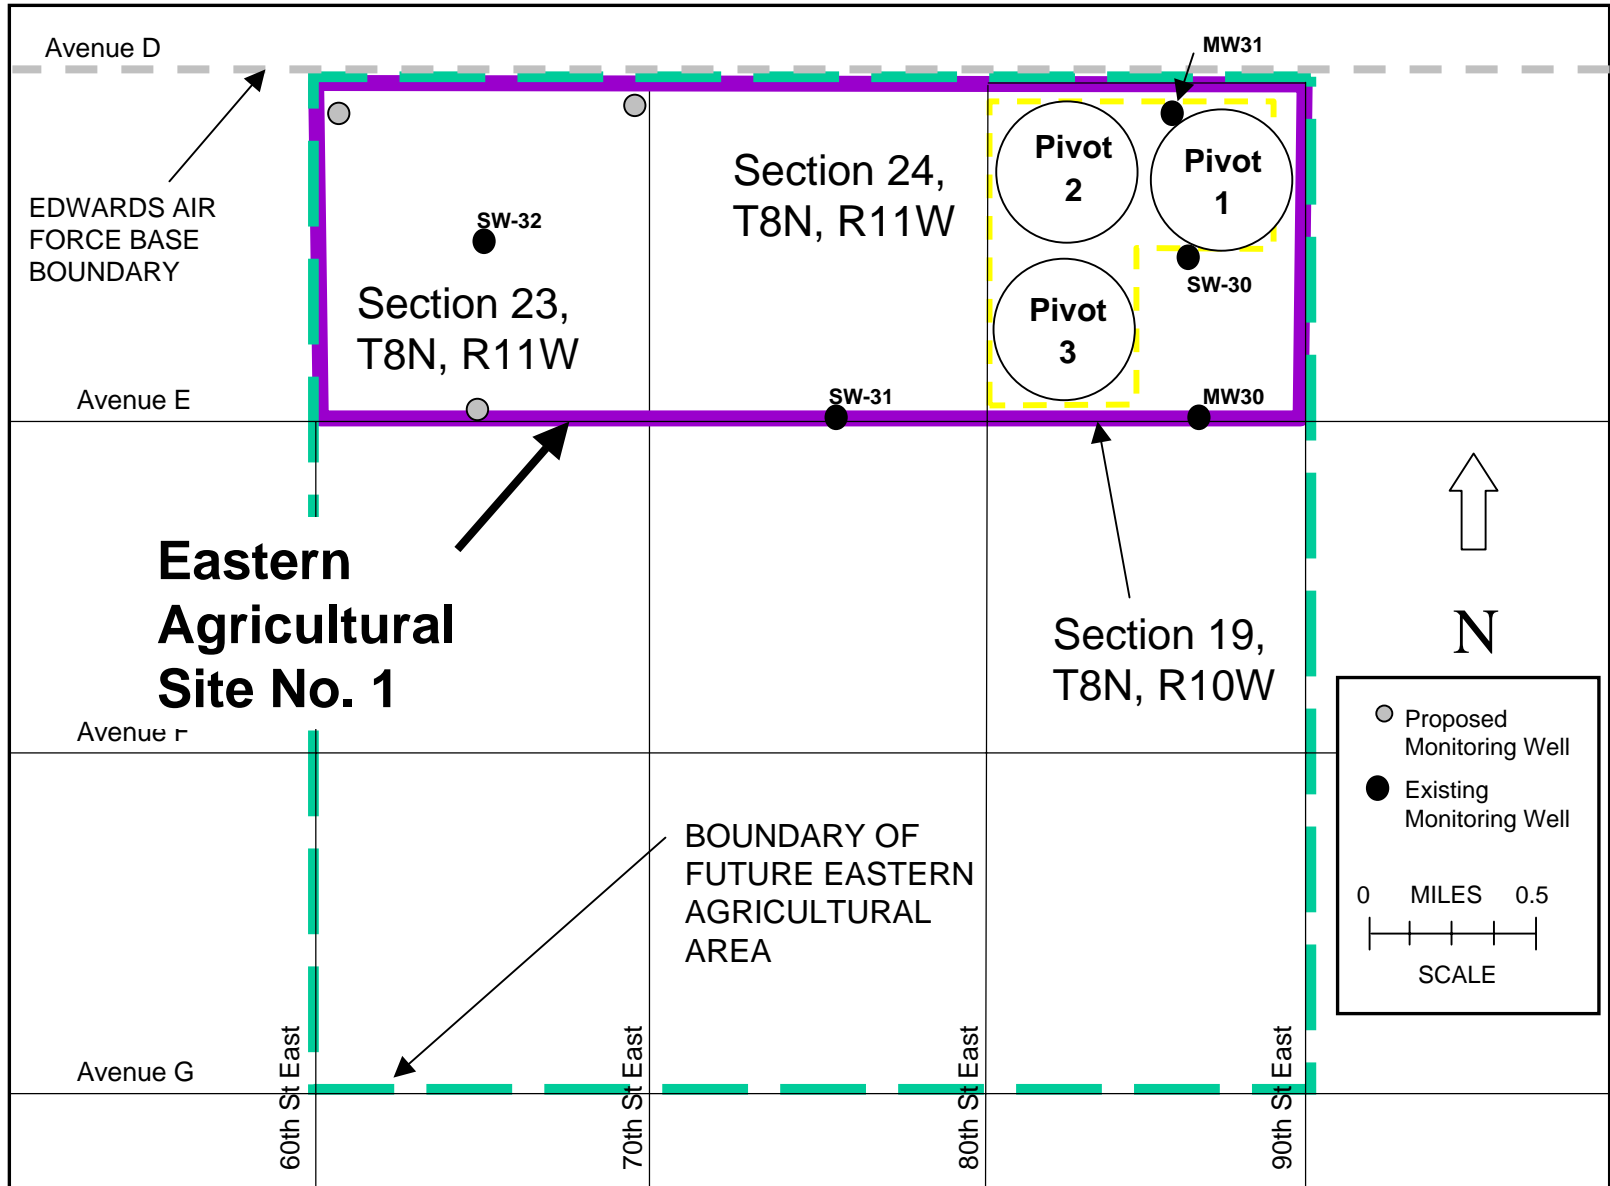 Avenue D
MW31
EDWARDS AIR
FORCE BASE
BOUNDARY
SW-32
Section 23,
T8N, R11W
Section 24,
T8N, R11W
Pivot
2
Pivot
1
SW-30
Pivot
3
Avenue E
SW-31
MW30
Eastern
Agricultural
Site No. 1
Section 19,
T8N, R10W
N
Avenue F
Proposed
Monitoring Well
Existing
Monitoring Well
0 MILES 0.5
SCALE
BOUNDARY OF
FUTURE EASTERN
AGRICULTURAL
AREA
Avenue G
60th St East
70th St East
80th St East
90th St East